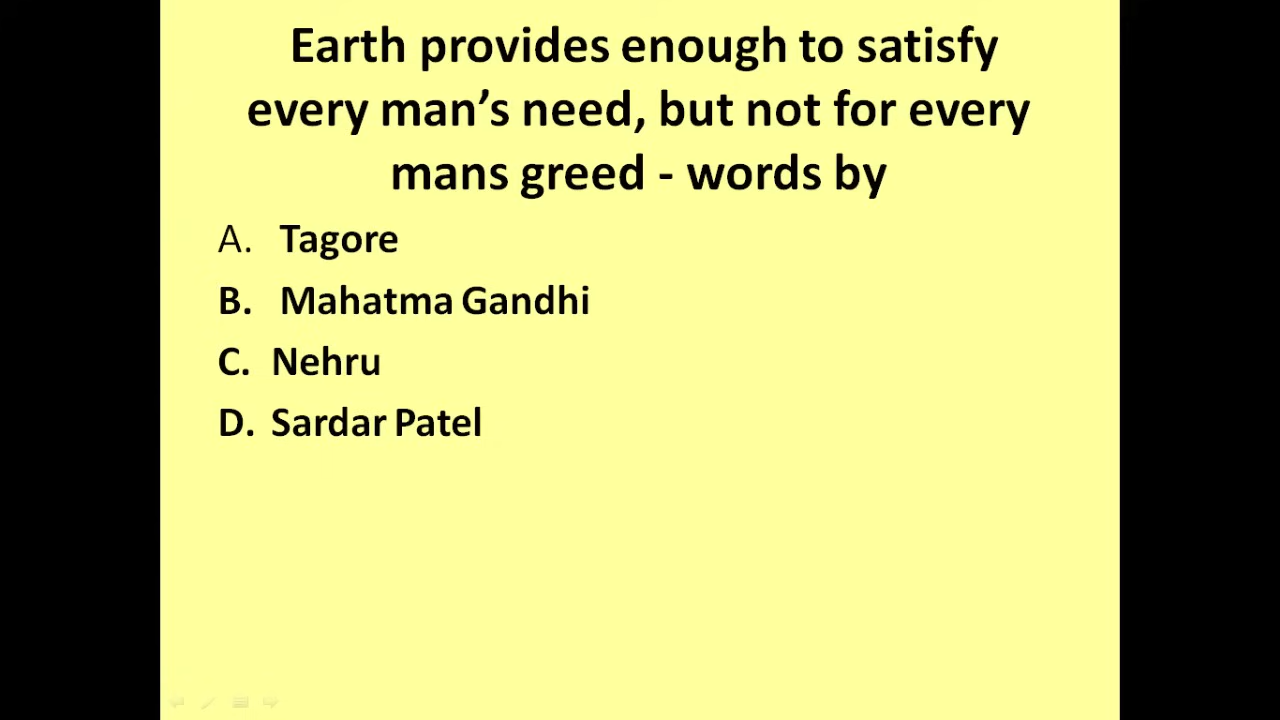 Earth provides enough to satisfy
every man’s need, but not for every
mans greed - words by
A. Tagore
B. Mahatma Gandhi
C. Nehru
D. Sardar Patel